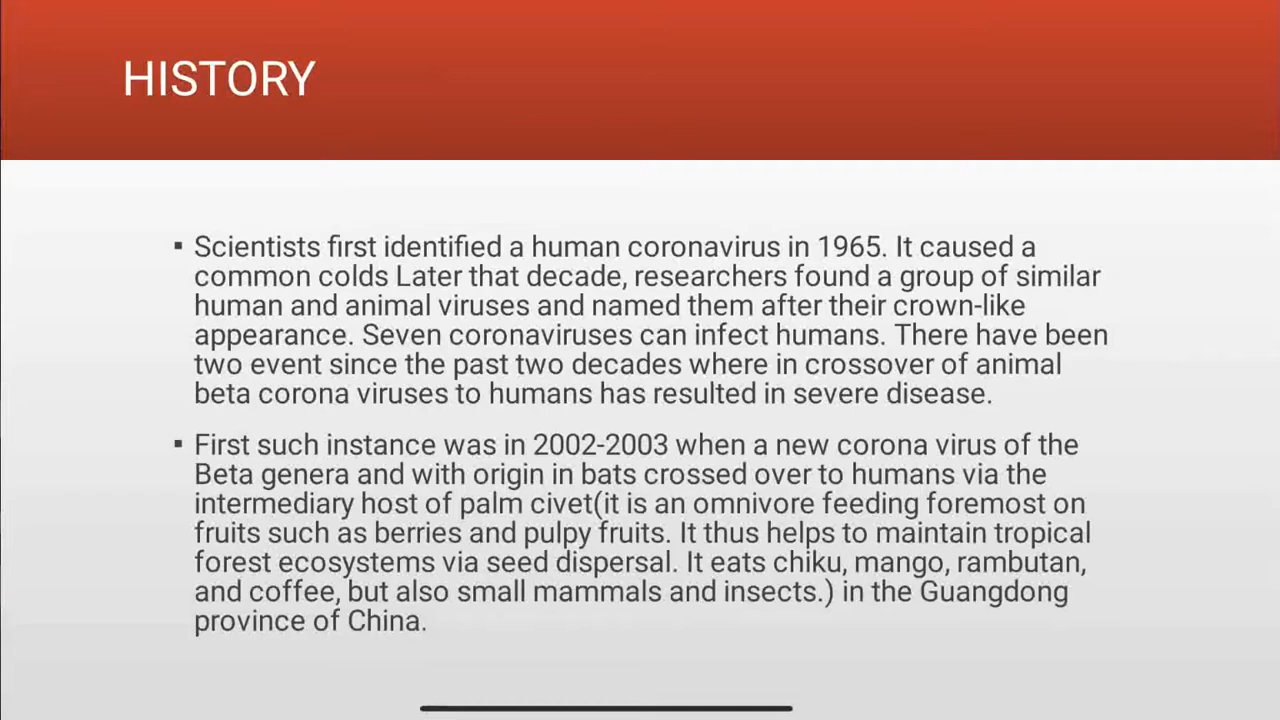 HISTORY
▪ Scientists first identified a human coronavirus in 1965. It caused a
common colds Later that decade, researchers found a group of similar
human and animal viruses and named them after their crown-like
appearance. Seven coronaviruses can infect humans. There have been
two event since the past two decades where in crossover of animal
beta corona viruses to humans has resulted in severe disease.
▪ First such instance was in 2002-2003 when a new corona virus of the
Beta genera and with origin in bats crossed over to humans via the
intermediary host of palm civet(it is an omnivore feeding foremost on
fruits such as berries and pulpy fruits. It thus helps to maintain tropical
forest ecosystems via seed dispersal. It eats chiku, mango, rambutan,
and coffee, but also small mammals and insects.) in the Guangdong
province of China.